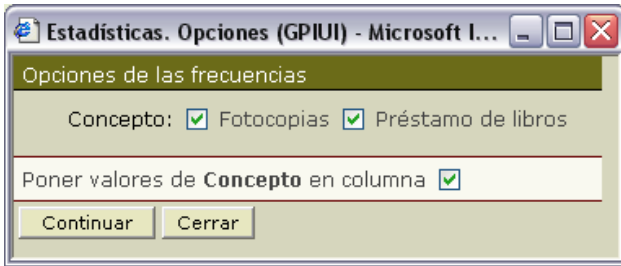 Estadísticas. Opciones (GPIUI) - Microsoft I...
Opciones de las frecuencias
Concepto: Fotocopias Préstamo de libros
Poner valores de Concepto en columna
Continuar Cerrar